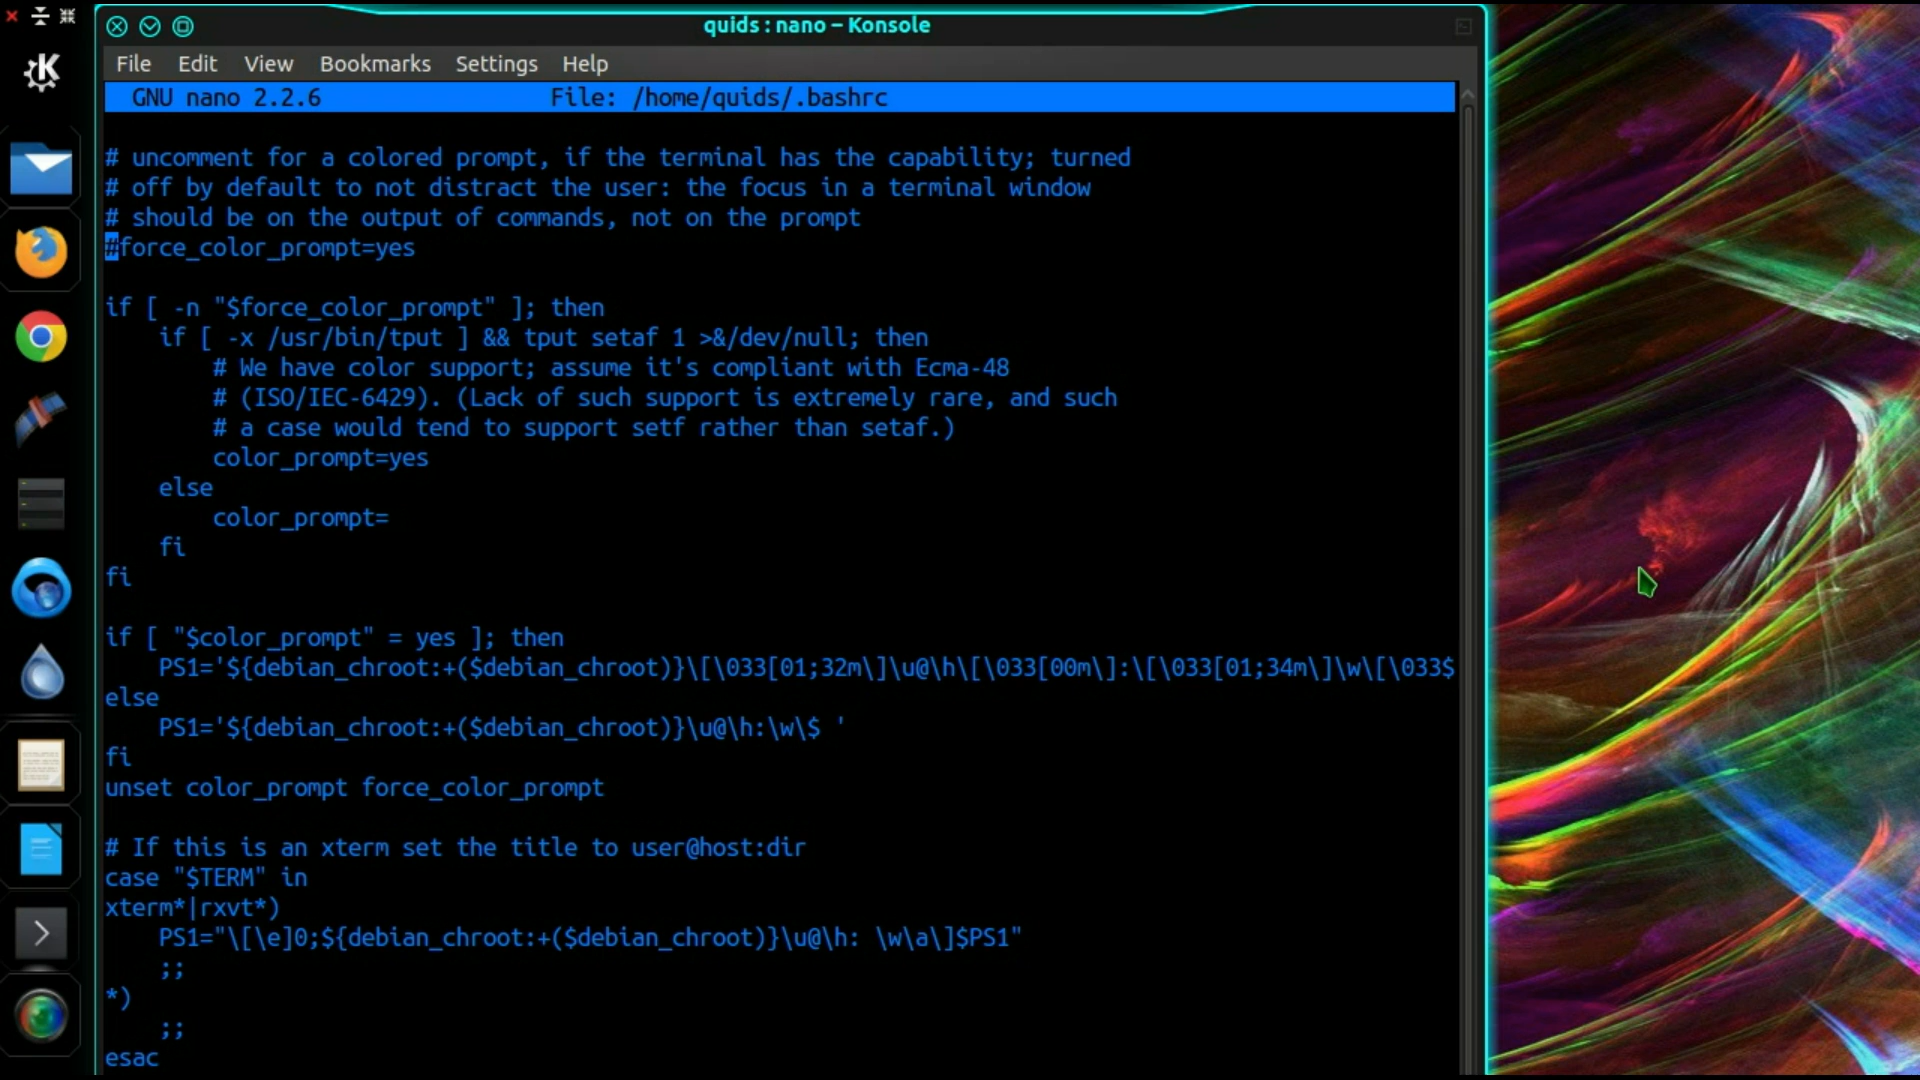 quids : nano – Konsole
File Edit View Bookmarks Settings Help
GNU nano 2.2.6 File: /home/quids/.bashrc
# uncomment for a colored prompt, if the terminal has the capability; turned
# off by default to not distract the user: the focus in a terminal window
# should be on the output of commands, not on the prompt
#force_color_prompt=yes
if [ -n "$force_color_prompt" ]; then
    if [ -x /usr/bin/tput ] && tput setaf 1 >&/dev/null; then
        # We have color support; assume it's compliant with Ecma-48
        # (ISO/IEC-6429). (Lack of such support is extremely rare, and such
        # a case would tend to support setf rather than setaf.)
        color_prompt=yes
    else
        color_prompt=
    fi
fi
if [ "$color_prompt" = yes ]; then
    PS1='${debian_chroot:+($debian_chroot)}\[\033[01;32m\]\u@\h\[\033[00m\]:\[\033[01;34m\]\w\[\033$
else
    PS1='${debian_chroot:+($debian_chroot)}\u@\h:\w\$ '
fi
unset color_prompt force_color_prompt
# If this is an xterm set the title to user@host:dir
case "$TERM" in
xterm*|rxvt*)
    PS1="\[\e]0;${debian_chroot:+($debian_chroot)}\u@\h: \w\a\]$PS1"
    ;;
*)
    ;;
esac